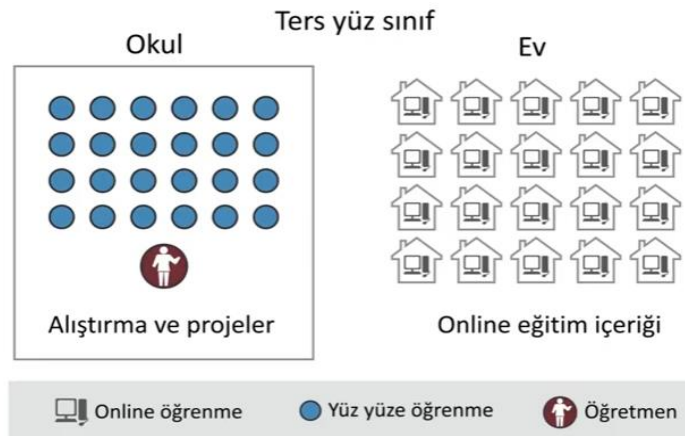 Ters yüz sınıf
Okul
Ev
Alıştırma ve projeler
Online eğitim içeriği
Online öğrenme
Yüz yüze öğrenme
Öğretmen